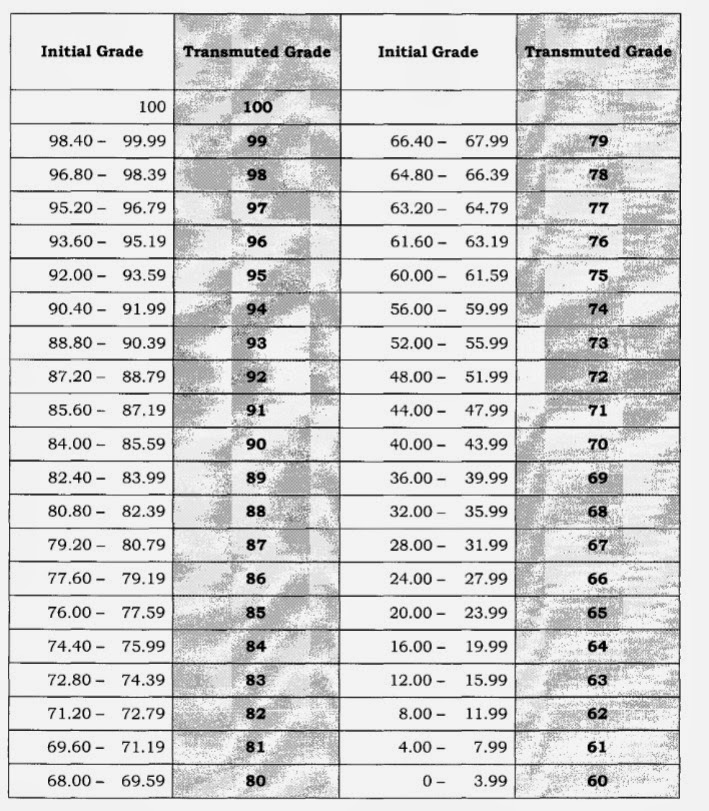 Initial Grade Transmuted Grade Initial Grade Transmuted Grade
100 100
98.40 – 99.99 99 66.40 – 67.99 79
96.80 – 98.39 98 64.80 – 66.39 78
95.20 – 96.79 97 63.20 – 64.79 77
93.60 – 95.19 96 61.60 – 63.19 76
92.00 – 93.59 95 60.00 – 61.59 75
90.40 – 91.99 94 56.00 – 59.99 74
88.80 – 90.39 93 52.00 – 55.99 73
87.20 – 88.79 92 48.00 – 51.99 72
85.60 – 87.19 91 44.00 – 47.99 71
84.00 – 85.59 90 40.00 – 43.99 70
82.40 – 83.99 89 36.00 – 39.99 69
80.80 – 82.39 88 32.00 – 35.99 68
79.20 – 80.79 87 28.00 – 31.99 67
77.60 – 79.19 86 24.00 – 27.99 66
76.00 – 77.59 85 20.00 – 23.99 65
74.40 – 75.99 84 16.00 – 19.99 64
72.80 – 74.39 83 12.00 – 15.99 63
71.20 – 72.79 82 8.00 – 11.99 62
69.60 – 71.19 81 4.00 – 7.99 61
68.00 – 69.59 80 0 – 3.99 60